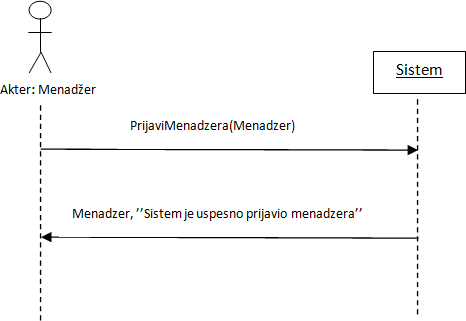 Sistem
Akter: Menadžer
PrijaviMenadzera(Menadzer)
Menadzer, ’’Sistem je uspesno prijavio menadzera’’